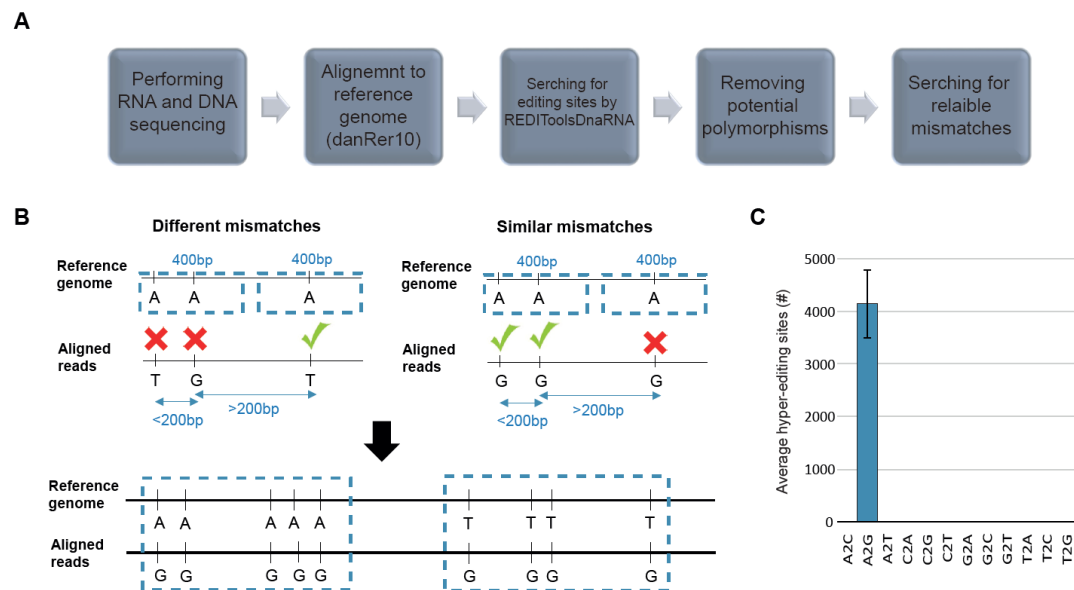 A
Performing
RNA and DNA
sequencing
Alignemnt to
reference
genome
(danRer10)
Serching for
editing sites by
REDIToolsDnaRNA
Removing
potential
polymorphisms
Serching for
relaible
mismatches
B
Different mismatches
400bp 400bp
Reference
genome
A A A
Aligned
reads
T G T
<200bp
>200bp
Similar mismatches
400bp 400bp
Reference
genome
A A A
Aligned
reads
G G G
<200bp
>200bp
Reference
genome
A A A A A T T T T
Aligned
reads
G G G G G G G G G
C
Average hyper-editing sites (#)
5000
4000
3000
2000
1000
0
A2C
A2G
A2T
C2A
C2G
C2T
G2A
G2C
G2T
T2A
T2C
T2G